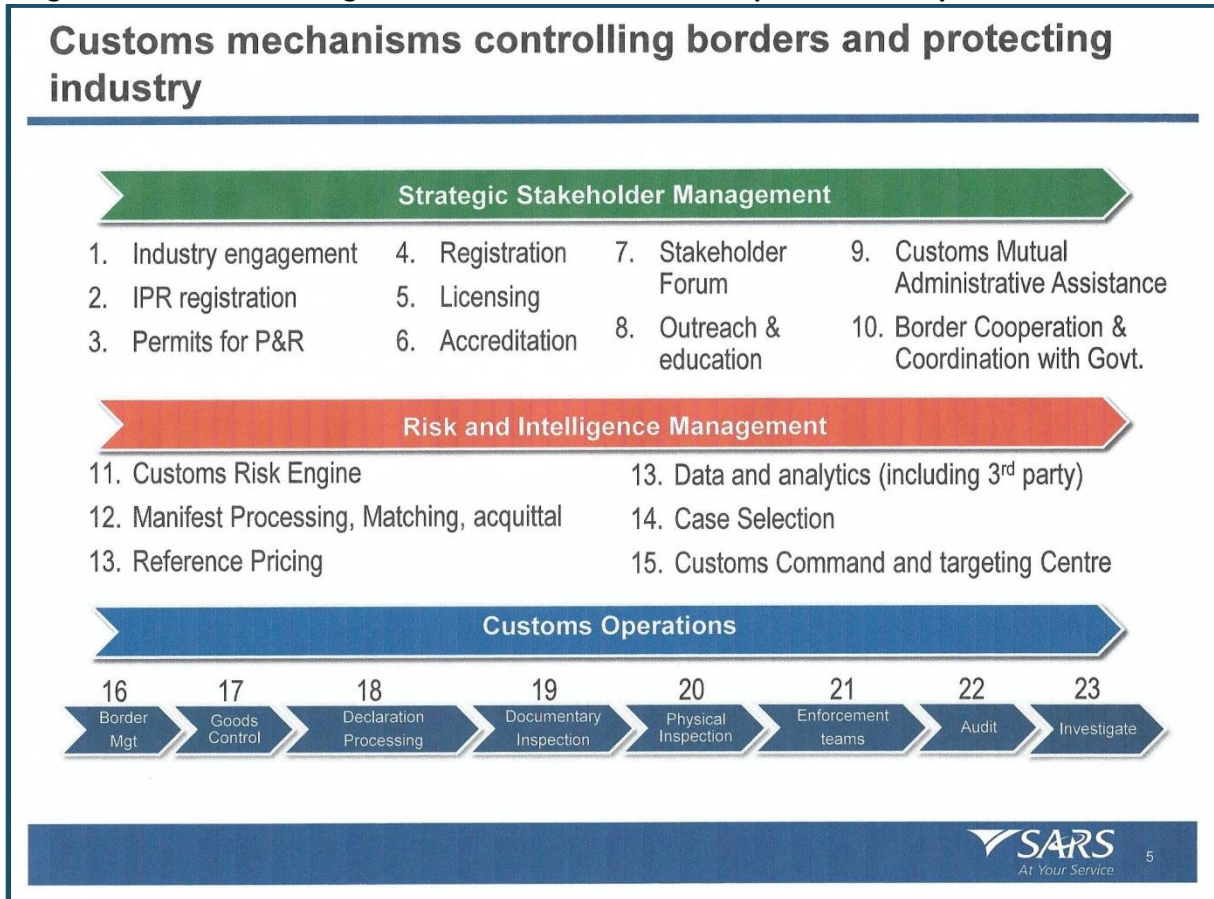 Customs mechanisms controlling borders and protecting
industry
Strategic Stakeholder Management
1. Industry engagement
2. IPR registration
3. Permits for P&R
4. Registration
5. Licensing
6. Accreditation
7. Stakeholder
Forum
8. Outreach &
education
9. Customs Mutual
Administrative Assistance
10. Border Cooperation &
Coordination with Govt.
Risk and Intelligence Management
11. Customs Risk Engine
12. Manifest Processing, Matching, acquittal
13. Reference Pricing
13. Data and analytics (including 3rd party)
14. Case Selection
15. Customs Command and targeting Centre
Customs Operations
16
Border
Mgt
17
Goods
Control
18
Declaration
Processing
19
Documentary
Inspection
20
Physical
Inspection
21
Enforcement
teams
22
Audit
23
Investigate
SARS
At Your Service
5